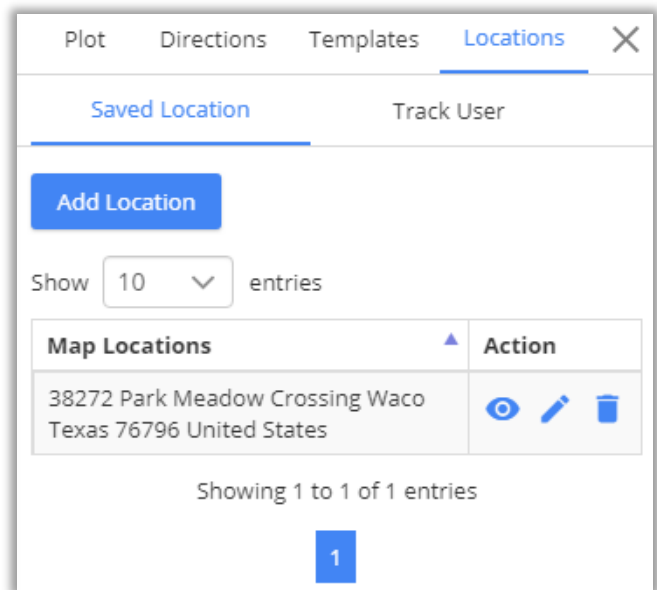 Plot Directions Templates Locations
Saved Location Track User
Add Location
Show 10 entries
Map Locations Action
38272 Park Meadow Crossing Waco
Texas 76796 United States
Showing 1 to 1 of 1 entries
1